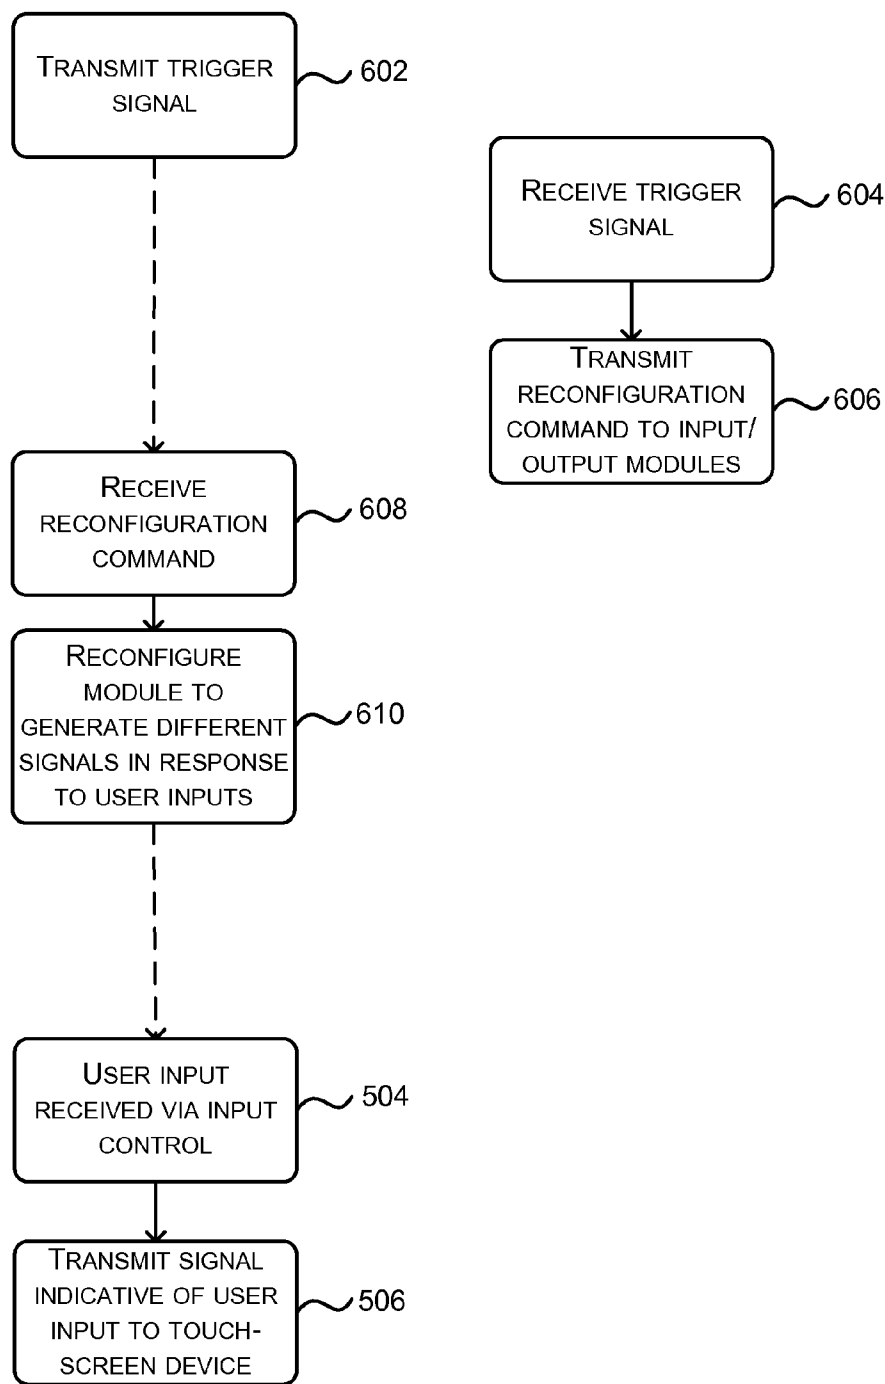 TRANSMIT TRIGGER
SIGNAL
602
RECEIVE TRIGGER
SIGNAL
604
TRANSMIT
RECONFIGURATION
COMMAND TO INPUT/
OUTPUT MODULES
606
RECEIVE
RECONFIGURATION
COMMAND
608
RECONFIGURE
MODULE TO
GENERATE DIFFERENT
SIGNALS IN RESPONSE
TO USER INPUTS
610
USER INPUT
RECEIVED VIA INPUT
CONTROL
504
TRANSMIT SIGNAL
INDICATIVE OF USER
INPUT TO TOUCH-
SCREEN DEVICE
506